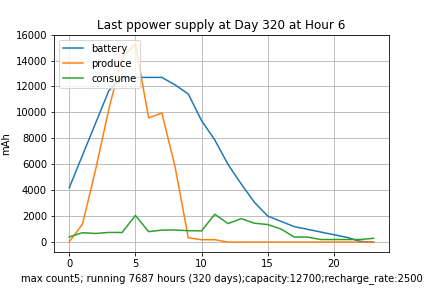 Last ppower supply at Day 320 at Hour 6
16000
14000
12000
10000
8000
6000
4000
2000
0
mAh
battery
produce
consume
0 5 10 15 20
max count5; running 7687 hours (320 days);capacity:12700;recharge_rate:2500